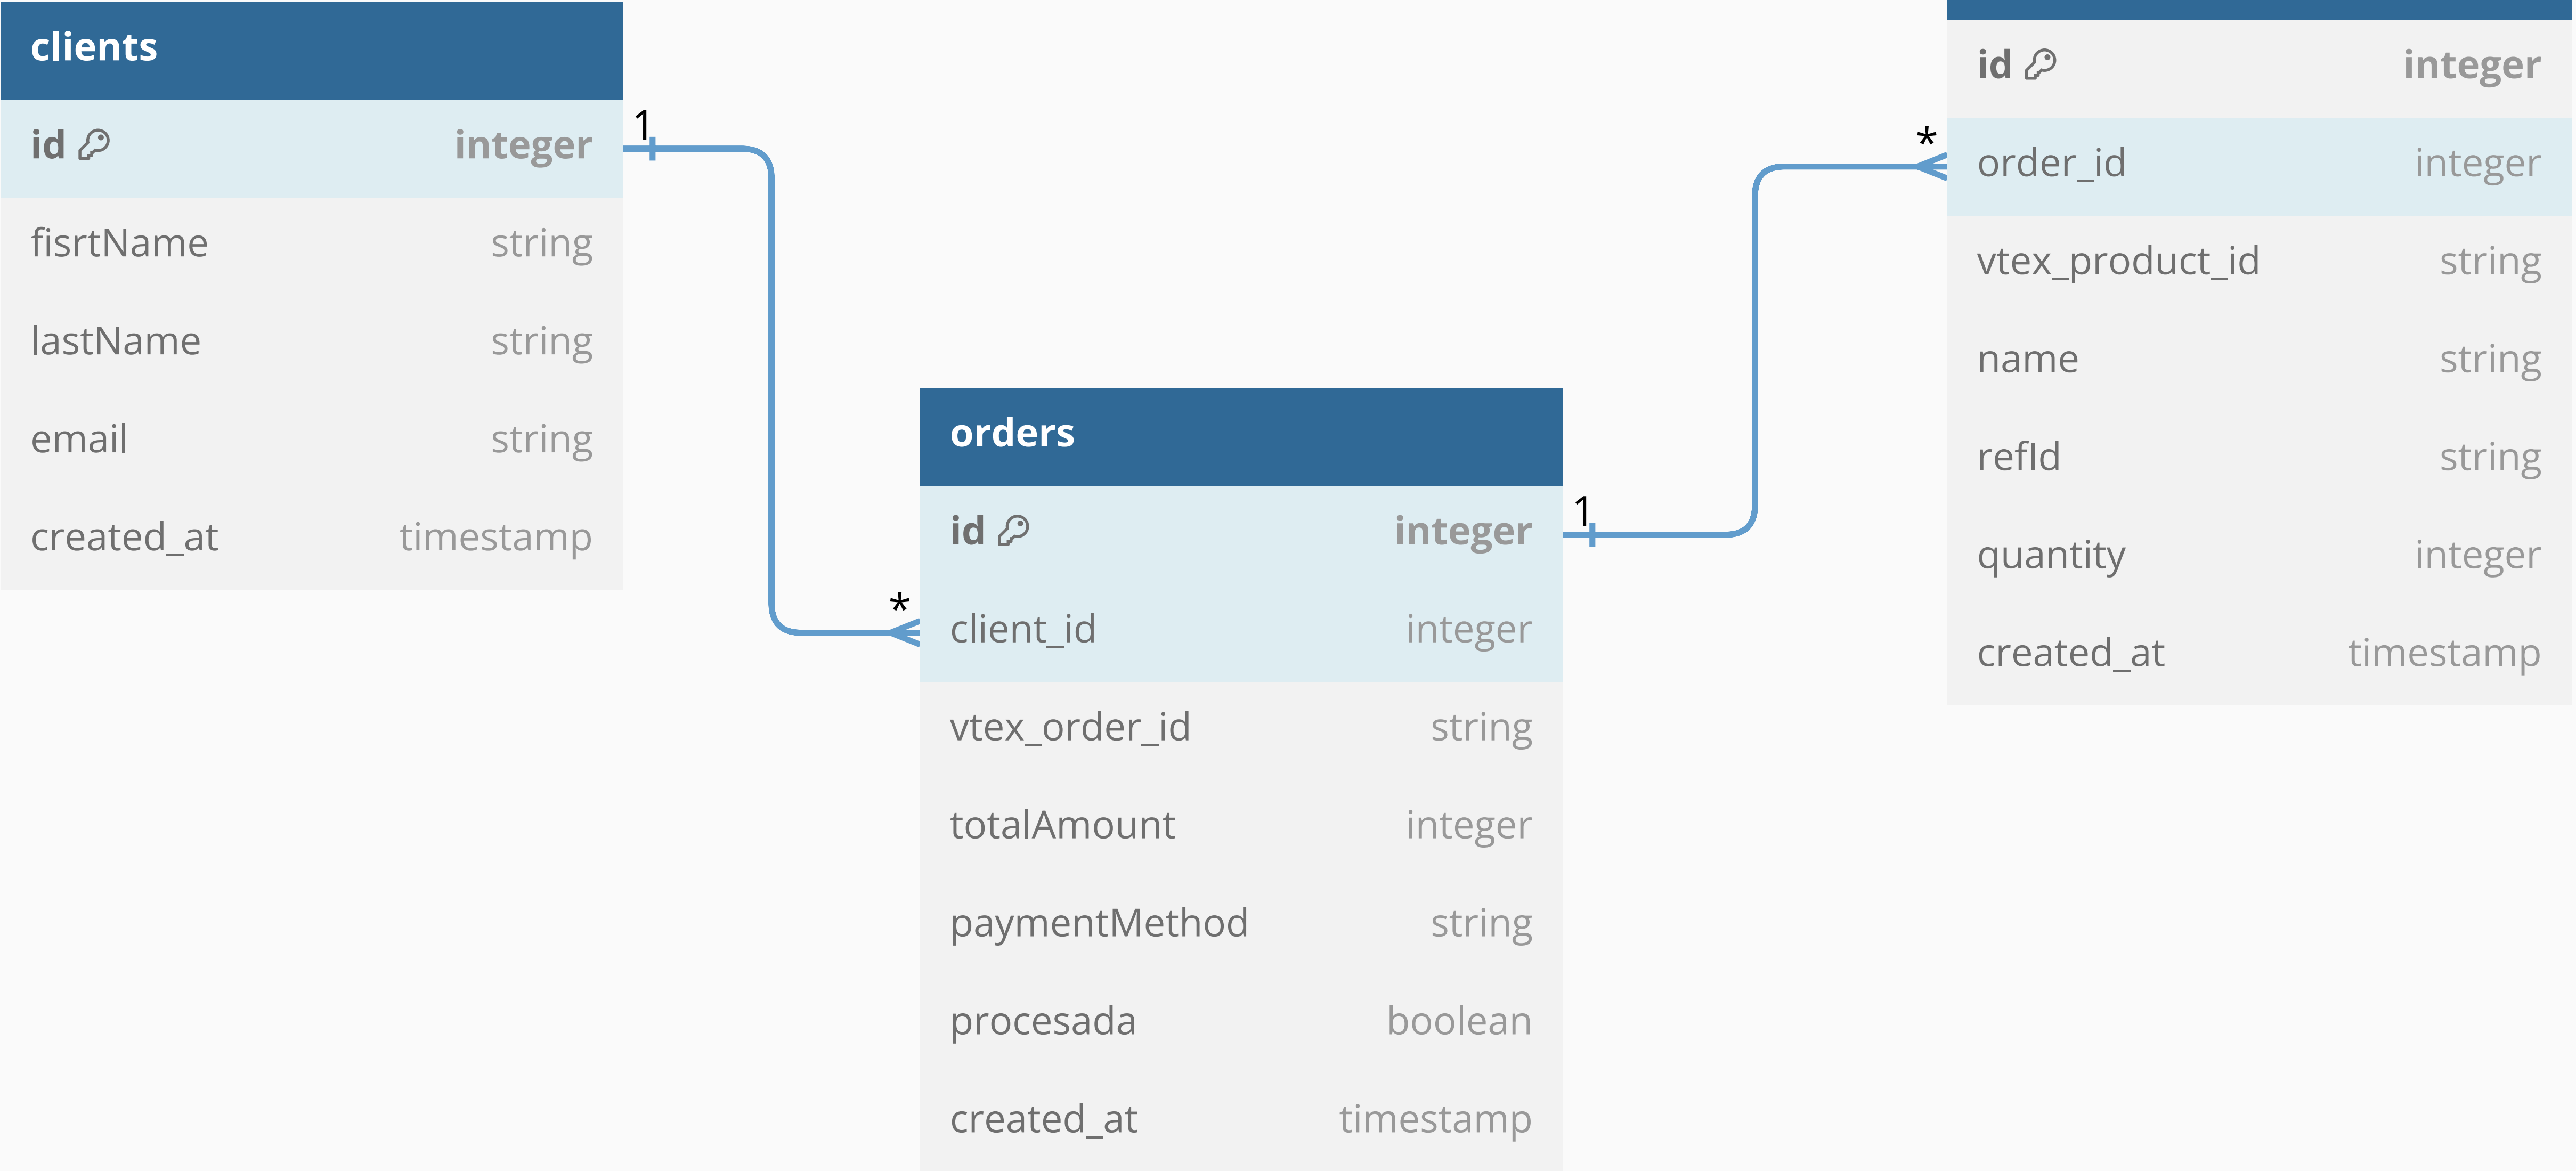 clients
id integer
fisrtName string
lastName string
email string
created_at timestamp
1
*
orders
id integer
client_id integer
vtex_order_id string
totalAmount integer
paymentMethod string
procesada boolean
created_at timestamp
1
*
id integer
order_id integer
vtex_product_id string
name string
refId string
quantity integer
created_at timestamp